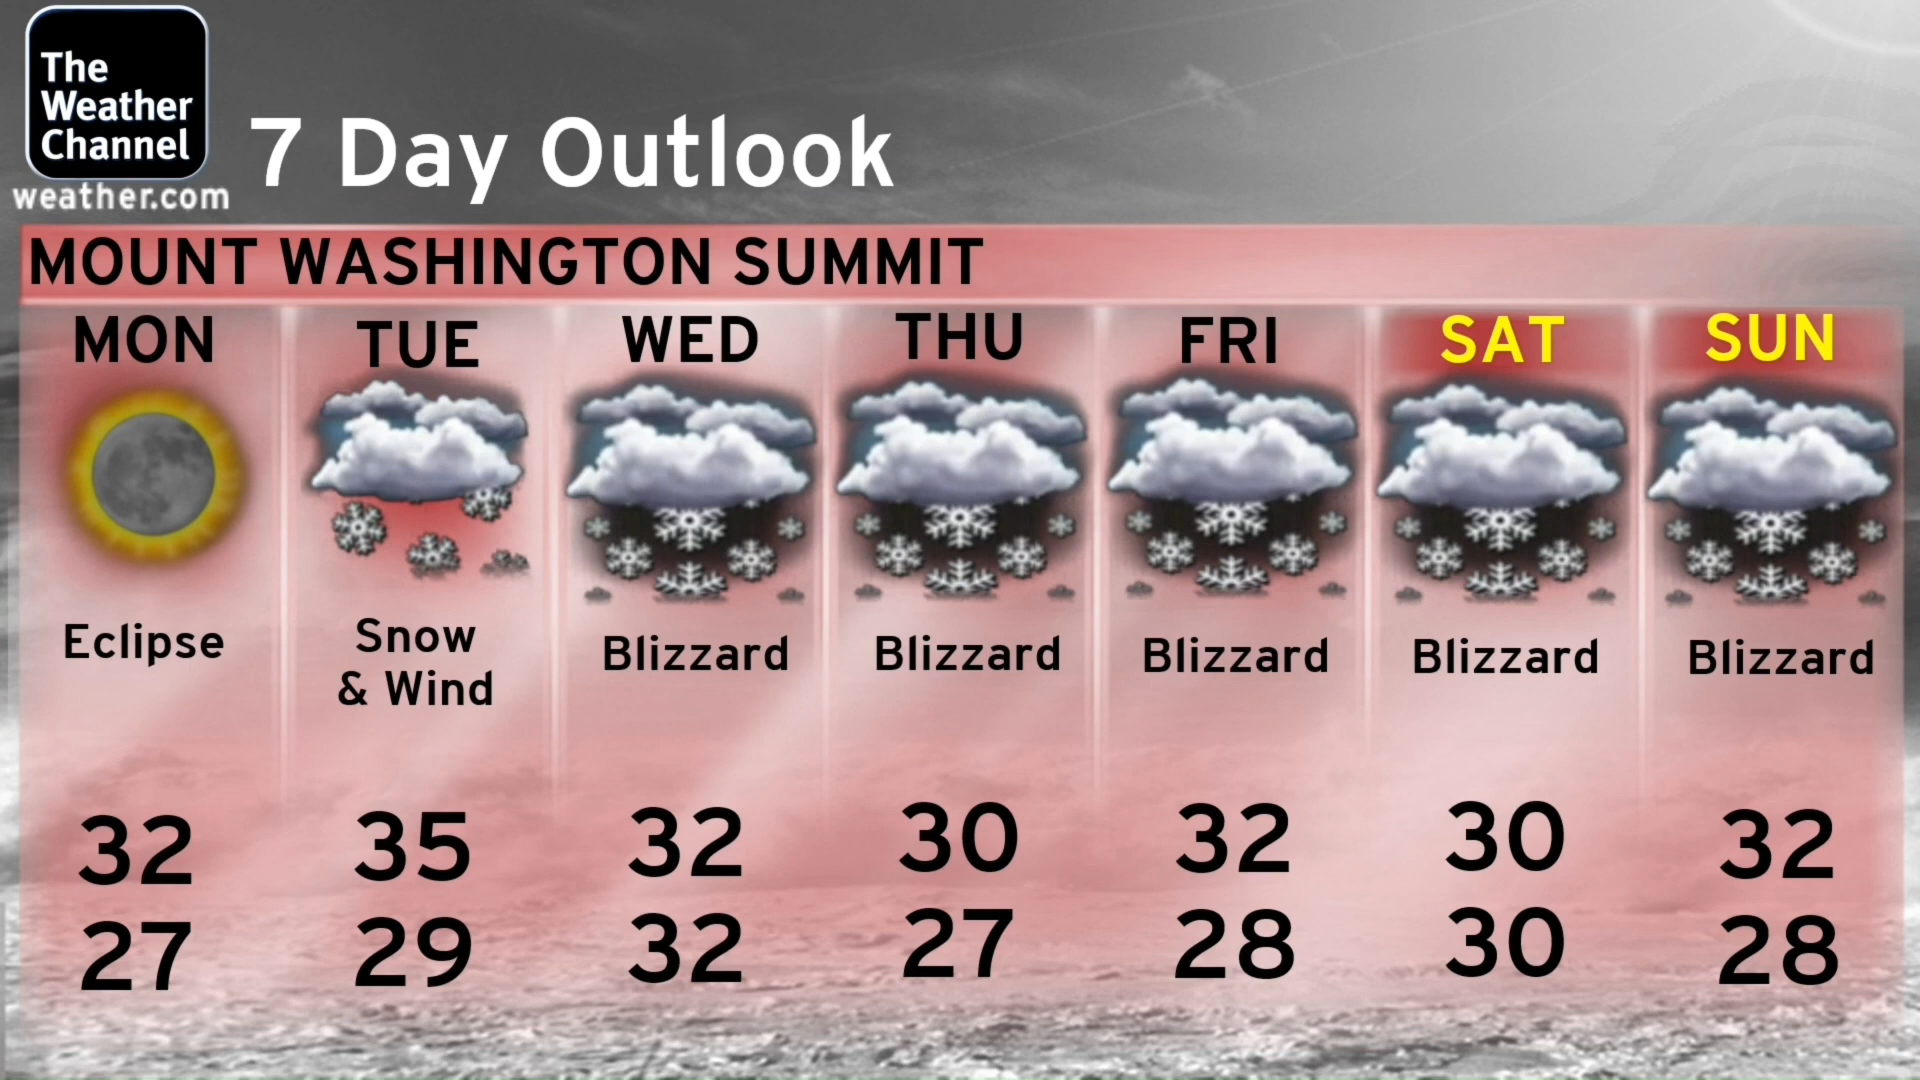 The
Weather
Channel
weather.com
7 Day Outlook
MOUNT WASHINGTON SUMMIT
MON TUE WED THU FRI SAT SUN
Eclipse
Snow
& Wind
Blizzard
Blizzard
Blizzard
Blizzard
Blizzard
32 35 32 30 32 30 32
27 29 32 27 28 30 28